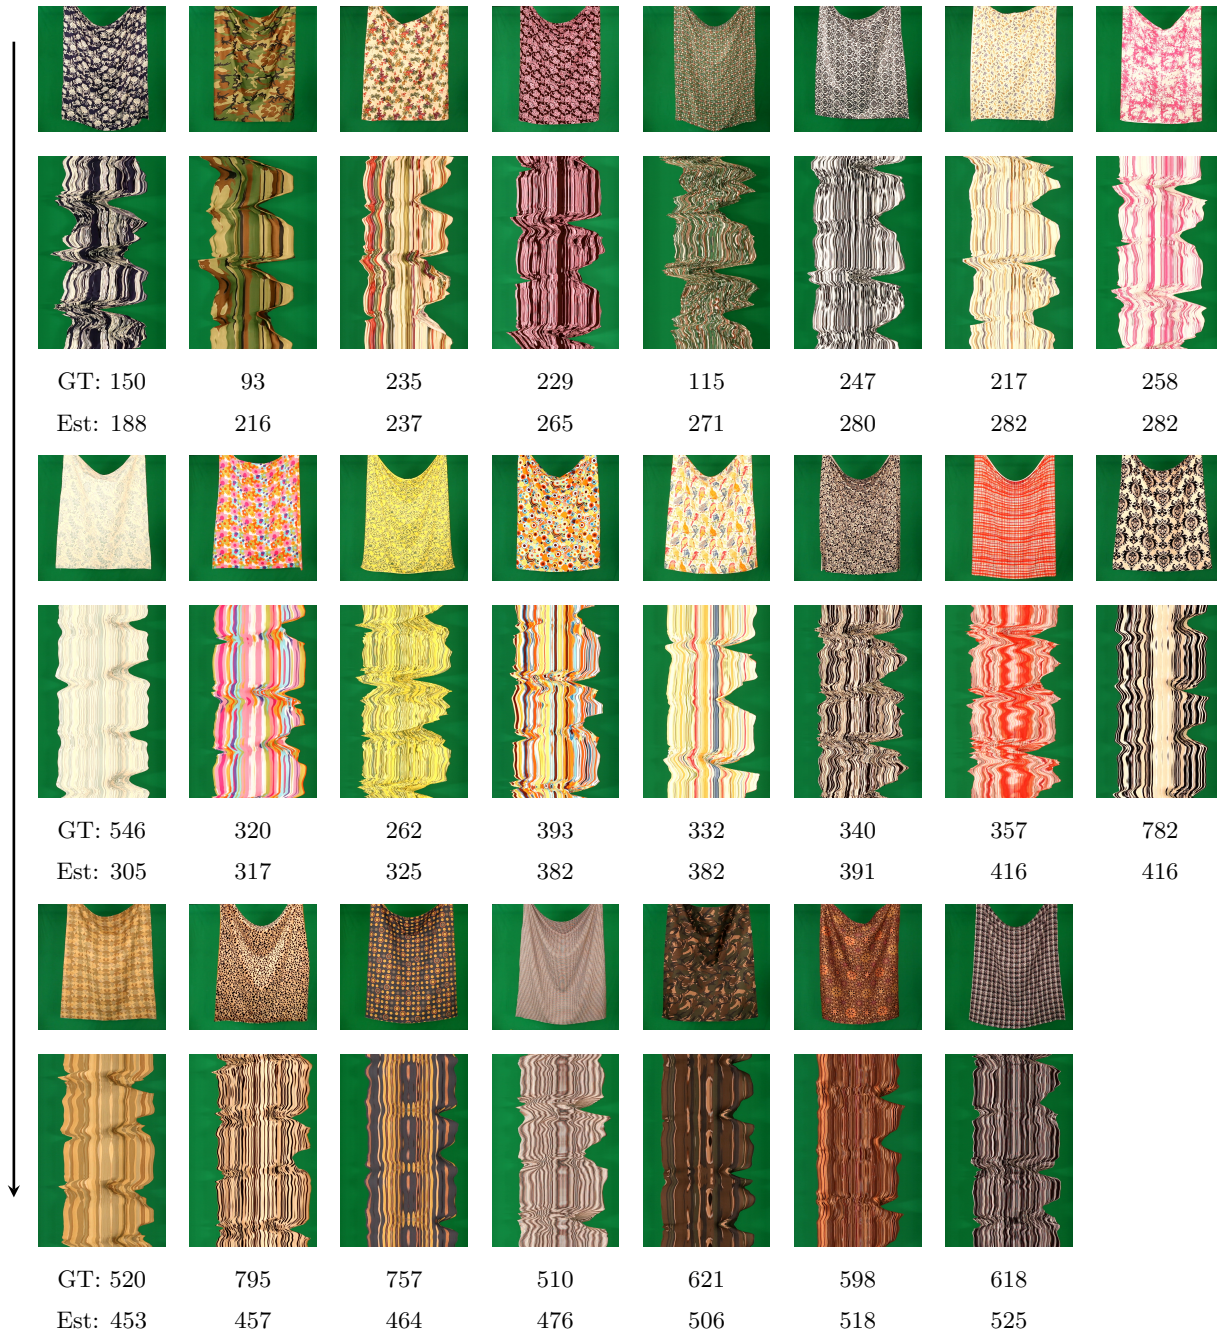 GT: 150 93 235 229 115 247 217 258
Est: 188 216 237 265 271 280 282 282
GT: 546 320 262 393 332 340 357 782
Est: 305 317 325 382 382 391 416 416
GT: 520 795 757 510 621 598 618
Est: 453 457 464 476 506 518 525